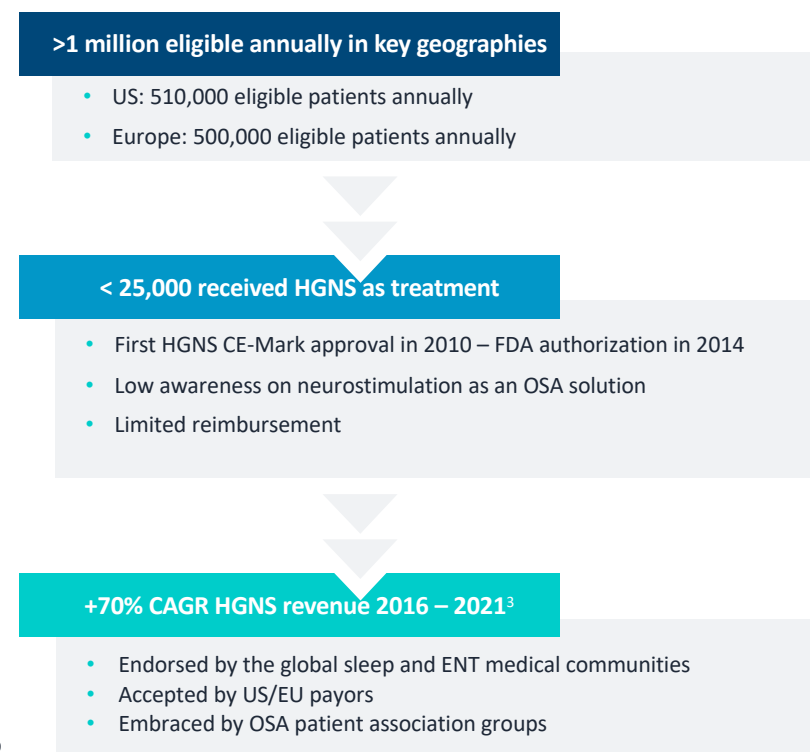 >1 million eligible annually in key geographies
• US: 510,000 eligible patients annually
• Europe: 500,000 eligible patients annually
< 25,000 received HGNS as treatment
• First HGNS CE-Mark approval in 2010 – FDA authorization in 2014
• Low awareness on neurostimulation as an OSA solution
• Limited reimbursement
+70% CAGR HGNS revenue 2016 – 2021³
• Endorsed by the global sleep and ENT medical communities
• Accepted by US/EU payors
• Embraced by OSA patient association groups